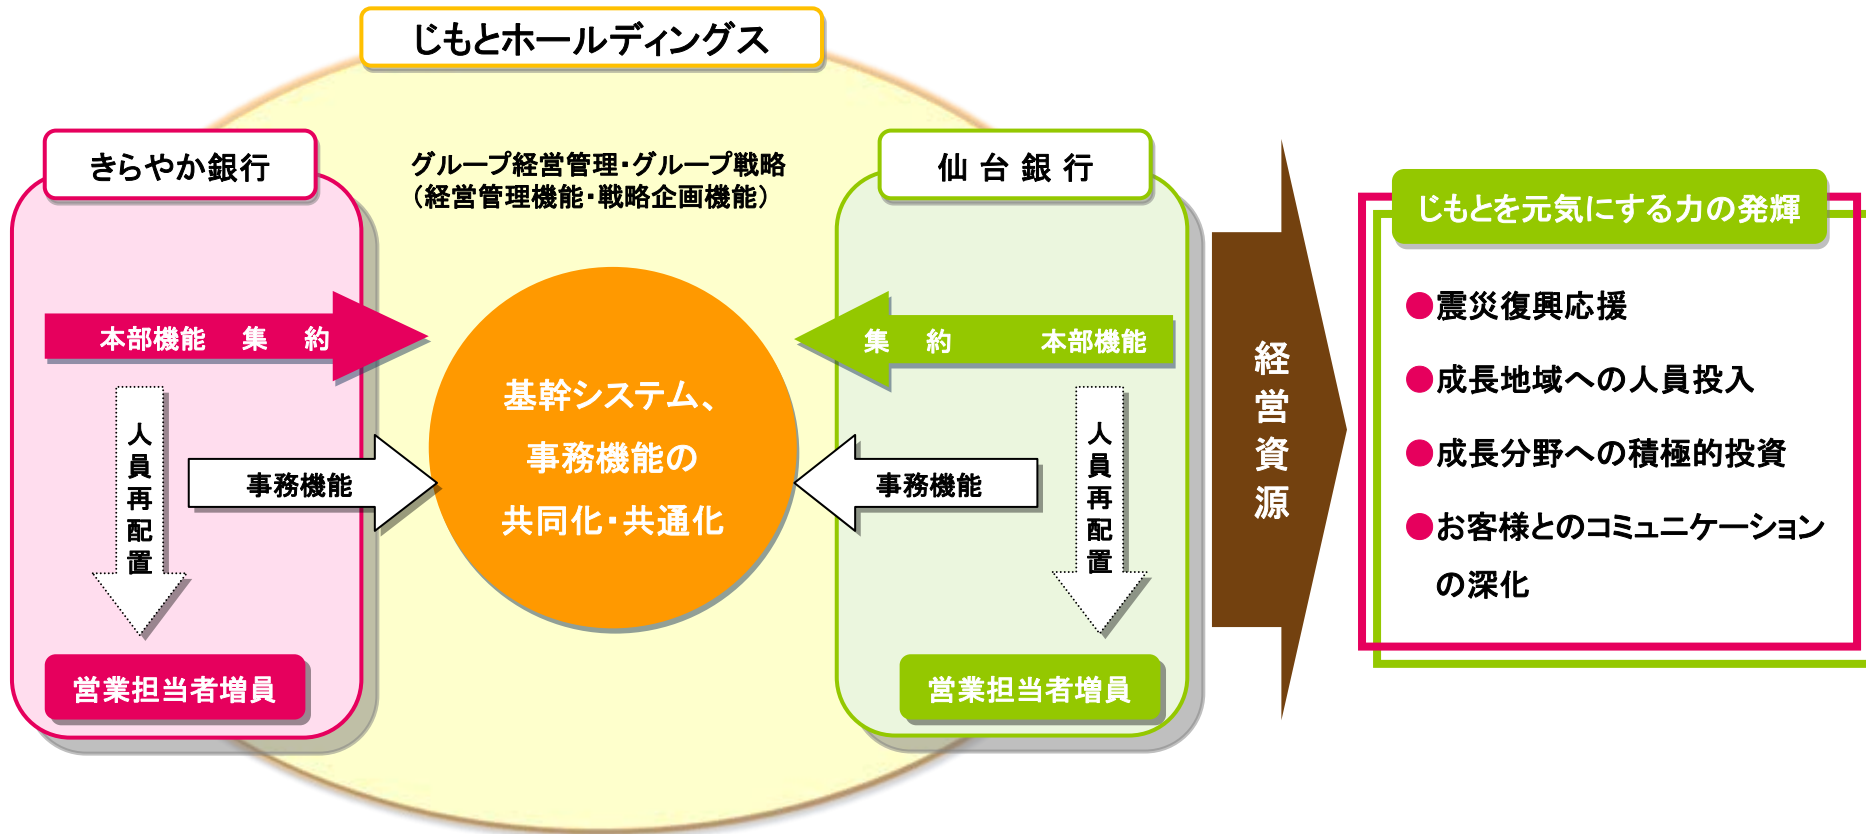 じもとホールディングス
きらやか銀行
グループ経営管理・グループ戦略
（経営管理機能・戦略企画機能）
仙台銀行
本部機能 集 約
集 約 本部機能
基幹システム、
事務機能の
共同化・共通化
人員再配置
事務機能
事務機能
人員再配置
営業担当者増員
営業担当者増員
経営資源
じもとを元気にする力の発揮
●震災復興応援
●成長地域への人員投入
●成長分野への積極的投資
●お客様とのコミュニケーション
の深化